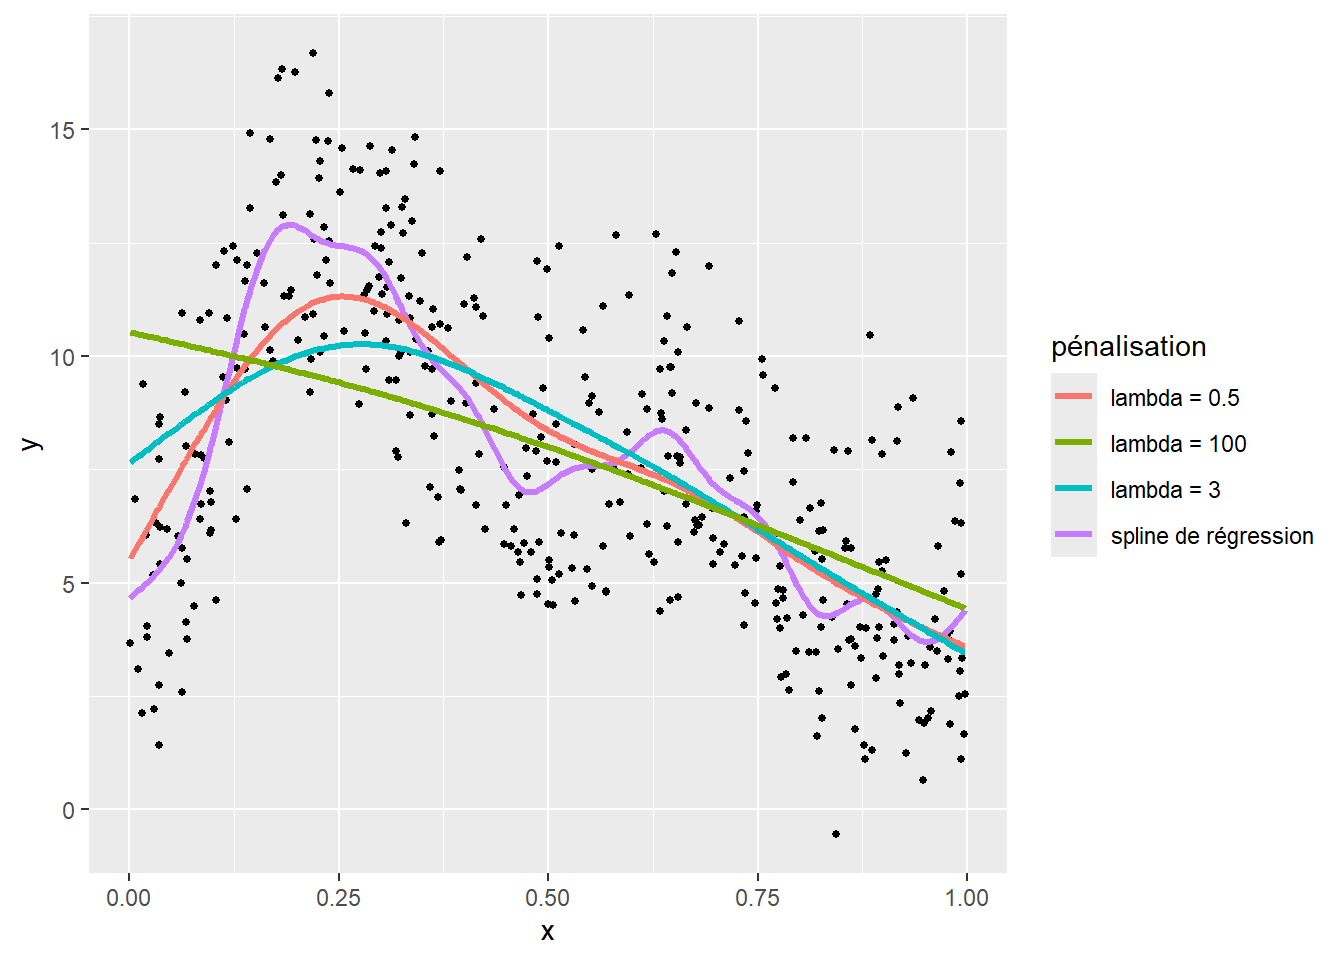 15
10
5
0
y
0.00
0.25
0.50
0.75
1.00
x
pénalisation
lambda = 0.5
lambda = 100
lambda = 3
spline de régression